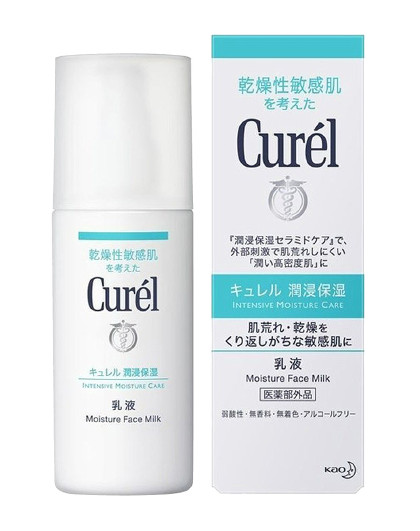 乾燥性敏感肌
を考えた
Curél
キュレル 潤浸保湿
INTENSIVE MOISTURE CARE
乳液
Moisture Face Milk
乾燥性敏感肌
を考えた
Curél
『潤浸保湿セラミドケア』で、
外部刺激で肌荒れしにくい
「潤い高密度肌」に
キュレル 潤浸保湿
INTENSIVE MOISTURE CARE
肌荒れ・乾燥を
くり返しがちな敏感肌に
乳液
Moisture Face Milk
医薬部外品
弱酸性・無香料・無着色・アルコールフリー
Kao